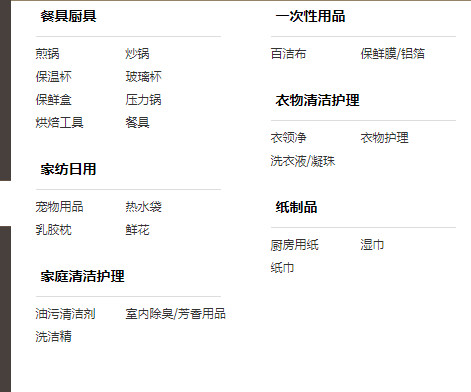 餐具厨具
煎锅 炒锅
保温杯 玻璃杯
保鲜盒 压力锅
烘焙工具 餐具
家纺日用
宠物用品 热水袋
乳胶枕 鲜花
家庭清洁护理
油污清洁剂 室内除臭/芳香用品
洗洁精
一次性用品
百洁布 保鲜膜/铝箔
衣物清洁护理
衣领净 衣物护理
洗衣液/凝珠
纸制品
厨房用纸 湿巾
纸巾